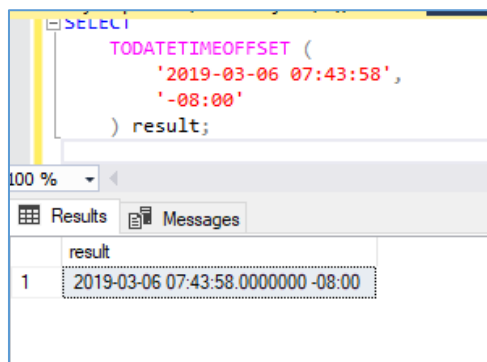 SELECT
TODATETIMEOFFSET (
'2019-03-06 07:43:58',
'-08:00'
) result;
100 %
Results Messages
result
1 2019-03-06 07:43:58.0000000 -08:00